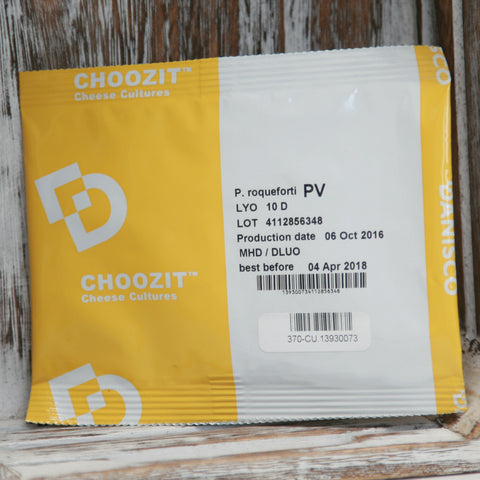 CHOOZIT™
Cheese Cultures
P. roqueforti PV
LYO 10 D
LOT 4112856348
Production date 06 Oct 2016
MHD / DLUO
best before 04 Apr 2018
139300734112856348
370-CU.13930073
CHOOZIT™
Cheese Cultures
DANISCO